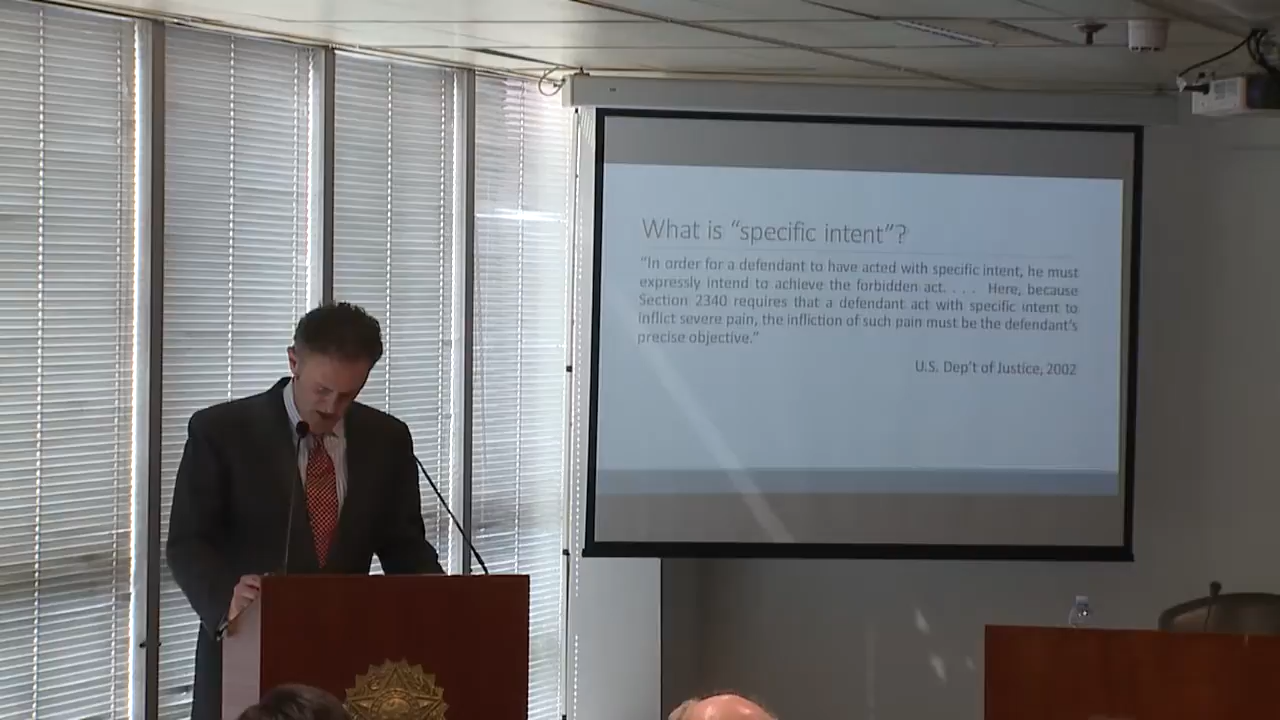 What is “specific intent”?
“In order for a defendant to have acted with specific intent, he must
expressly intend to achieve the forbidden act. . . . Here, because
Section 2340 requires that a defendant act with specific intent to
inflict severe pain, the infliction of such pain must be the defendant’s
precise objective.”
U.S. Dep’t of Justice, 2002